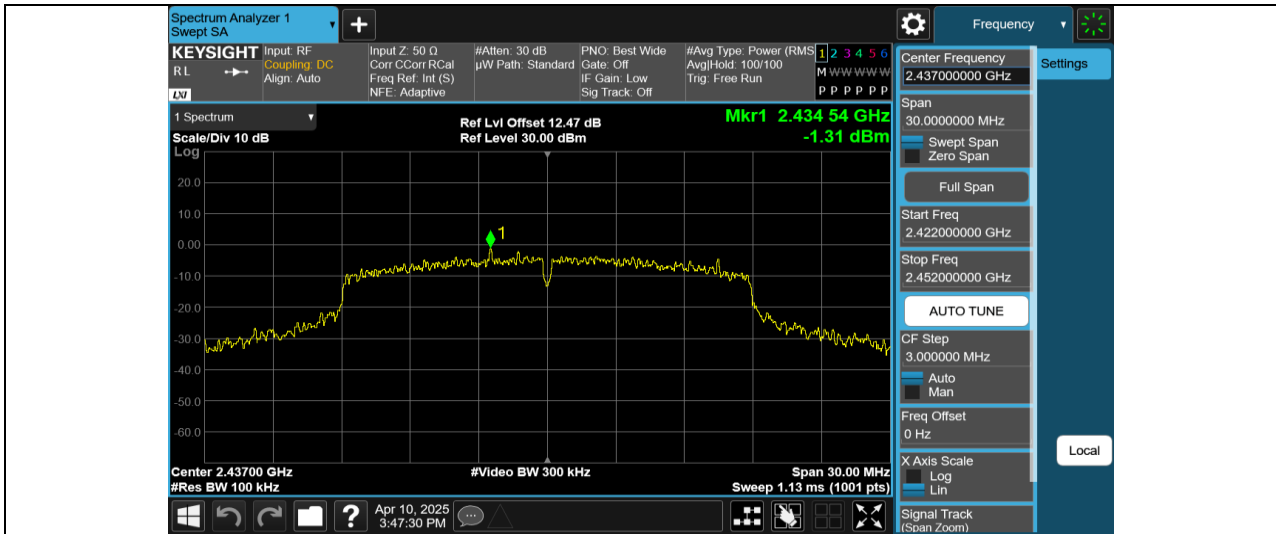 Spectrum Analyzer 1
Swept SA
Frequency
KEYSIGHT
R L
LXI
Input: RF
Coupling: DC
Align: Auto
Input Z: 50 Ω
Corr CCorr RCal
Freq Ref: Int (S)
NFE: Adaptive
#Atten: 30 dB
µW Path: Standard
PNO: Best Wide
Gate: Off
IF Gain: Low
Sig Track: Off
#Avg Type: Power (RMS
Avg|Hold: 100/100
Trig: Free Run
1 2 3 4 5 6
M W W W W W
P P P P P P
1 Spectrum
Scale/Div 10 dB
Log
Ref Lvl Offset 12.47 dB
Ref Level 30.00 dBm
Mkr1 2.434 54 GHz
-1.31 dBm
20.0
10.0
0.00
-10.0
-20.0
-30.0
-40.0
-50.0
-60.0
1
Center 2.43700 GHz
#Res BW 100 kHz
#Video BW 300 kHz
Span 30.00 MHz
Sweep 1.13 ms (1001 pts)
Center Frequency
2.437000000 GHz
Settings
Span
30.0000000 MHz
Swept Span
Zero Span
Full Span
Start Freq
2.422000000 GHz
Stop Freq
2.452000000 GHz
AUTO TUNE
CF Step
3.000000 MHz
Auto
Man
Freq Offset
0 Hz
X Axis Scale
Log
Lin
Local
Signal Track
(Span Zoom)
?
Apr 10, 2025
3:47:30 PM